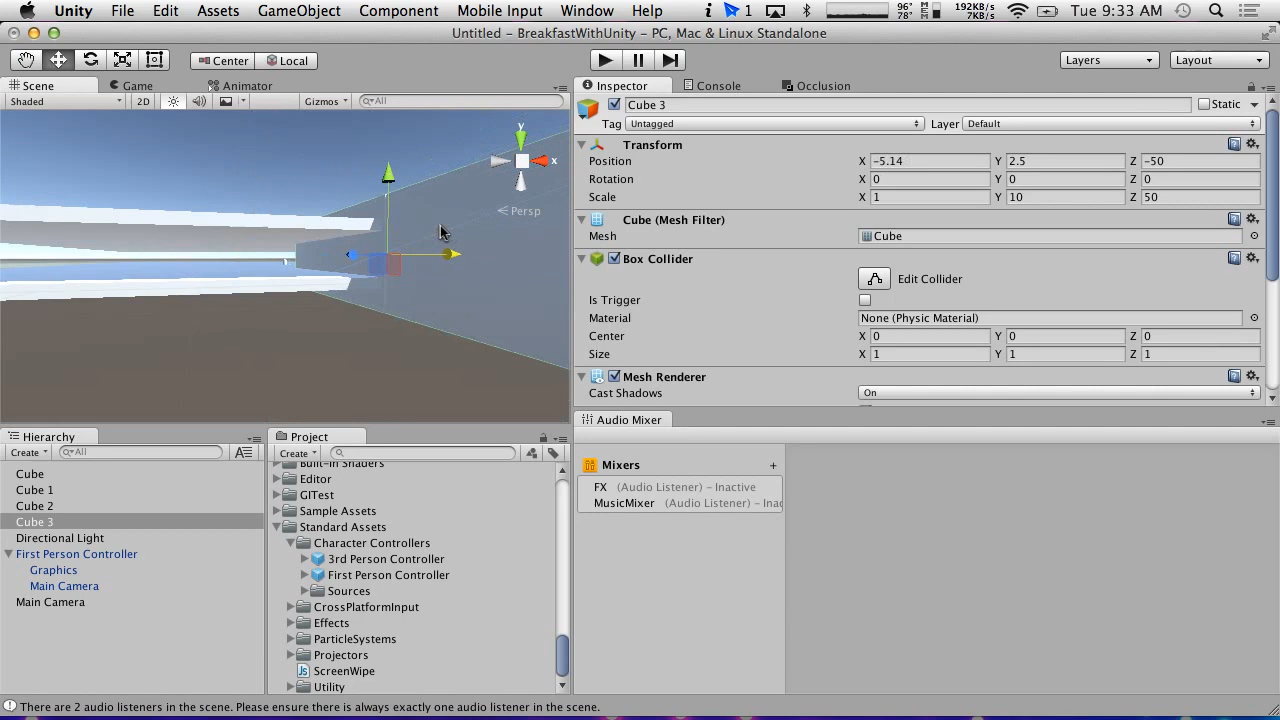 Unity File Edit Assets GameObject Component Mobile Input Window Help 1 96° 78° 192KB/s 7KB/s Tue 9:33 AM
Untitled – BreakfastWithUnity – PC, Mac & Linux Standalone
Center Local Layers Layout
Scene Game Animator
Shaded 2D Gizmos All
y
x
Persp
Inspector Console Occlusion
Cube 3 Static
Tag Untagged Layer Default
Transform
Position X -5.14 Y 2.5 Z -50
Rotation X 0 Y 0 Z 0
Scale X 1 Y 10 Z 50
Cube (Mesh Filter)
Mesh Cube
Box Collider
Edit Collider
Is Trigger
Material None (Physic Material)
Center X 0 Y 0 Z 0
Size X 1 Y 1 Z 1
Mesh Renderer
Cast Shadows On
Hierarchy
Create All
Cube
Cube 1
Cube 2
Cube 3
Directional Light
First Person Controller
Graphics
Main Camera
Main Camera
Project
Create
Built-in Shaders
Editor
GITest
Sample Assets
Standard Assets
Character Controllers
3rd Person Controller
First Person Controller
Sources
CrossPlatformInput
Effects
ParticleSystems
Projectors
Js ScreenWipe
Utility
Audio Mixer
Mixers +
FX (Audio Listener) – Inactive
MusicMixer (Audio Listener) – Inac
There are 2 audio listeners in the scene. Please ensure there is always exactly one audio listener in the scene.